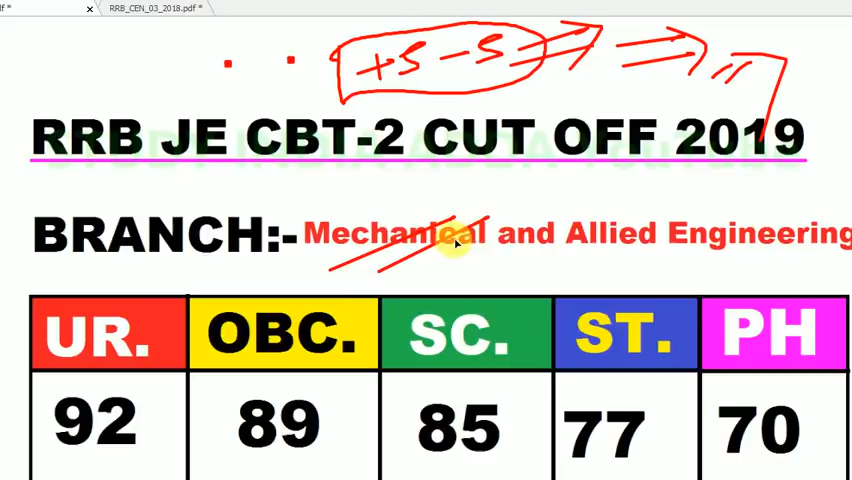 f *
RRB_CEN_03_2018.pdf *
+5 -5
RRB JE CBT-2 CUT OFF 2019
BRANCH:- Mechanical and Allied Engineering
UR. OBC. SC. ST. PH
92 89 85 77 70